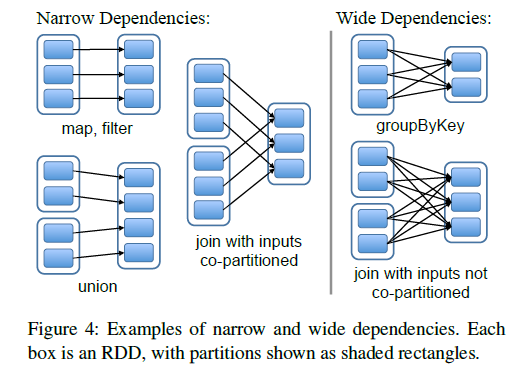 Narrow Dependencies:
Wide Dependencies:
map, filter
groupByKey
join with inputs
co-partitioned
union
join with inputs not
co-partitioned
Figure 4: Examples of narrow and wide dependencies. Each
box is an RDD, with partitions shown as shaded rectangles.